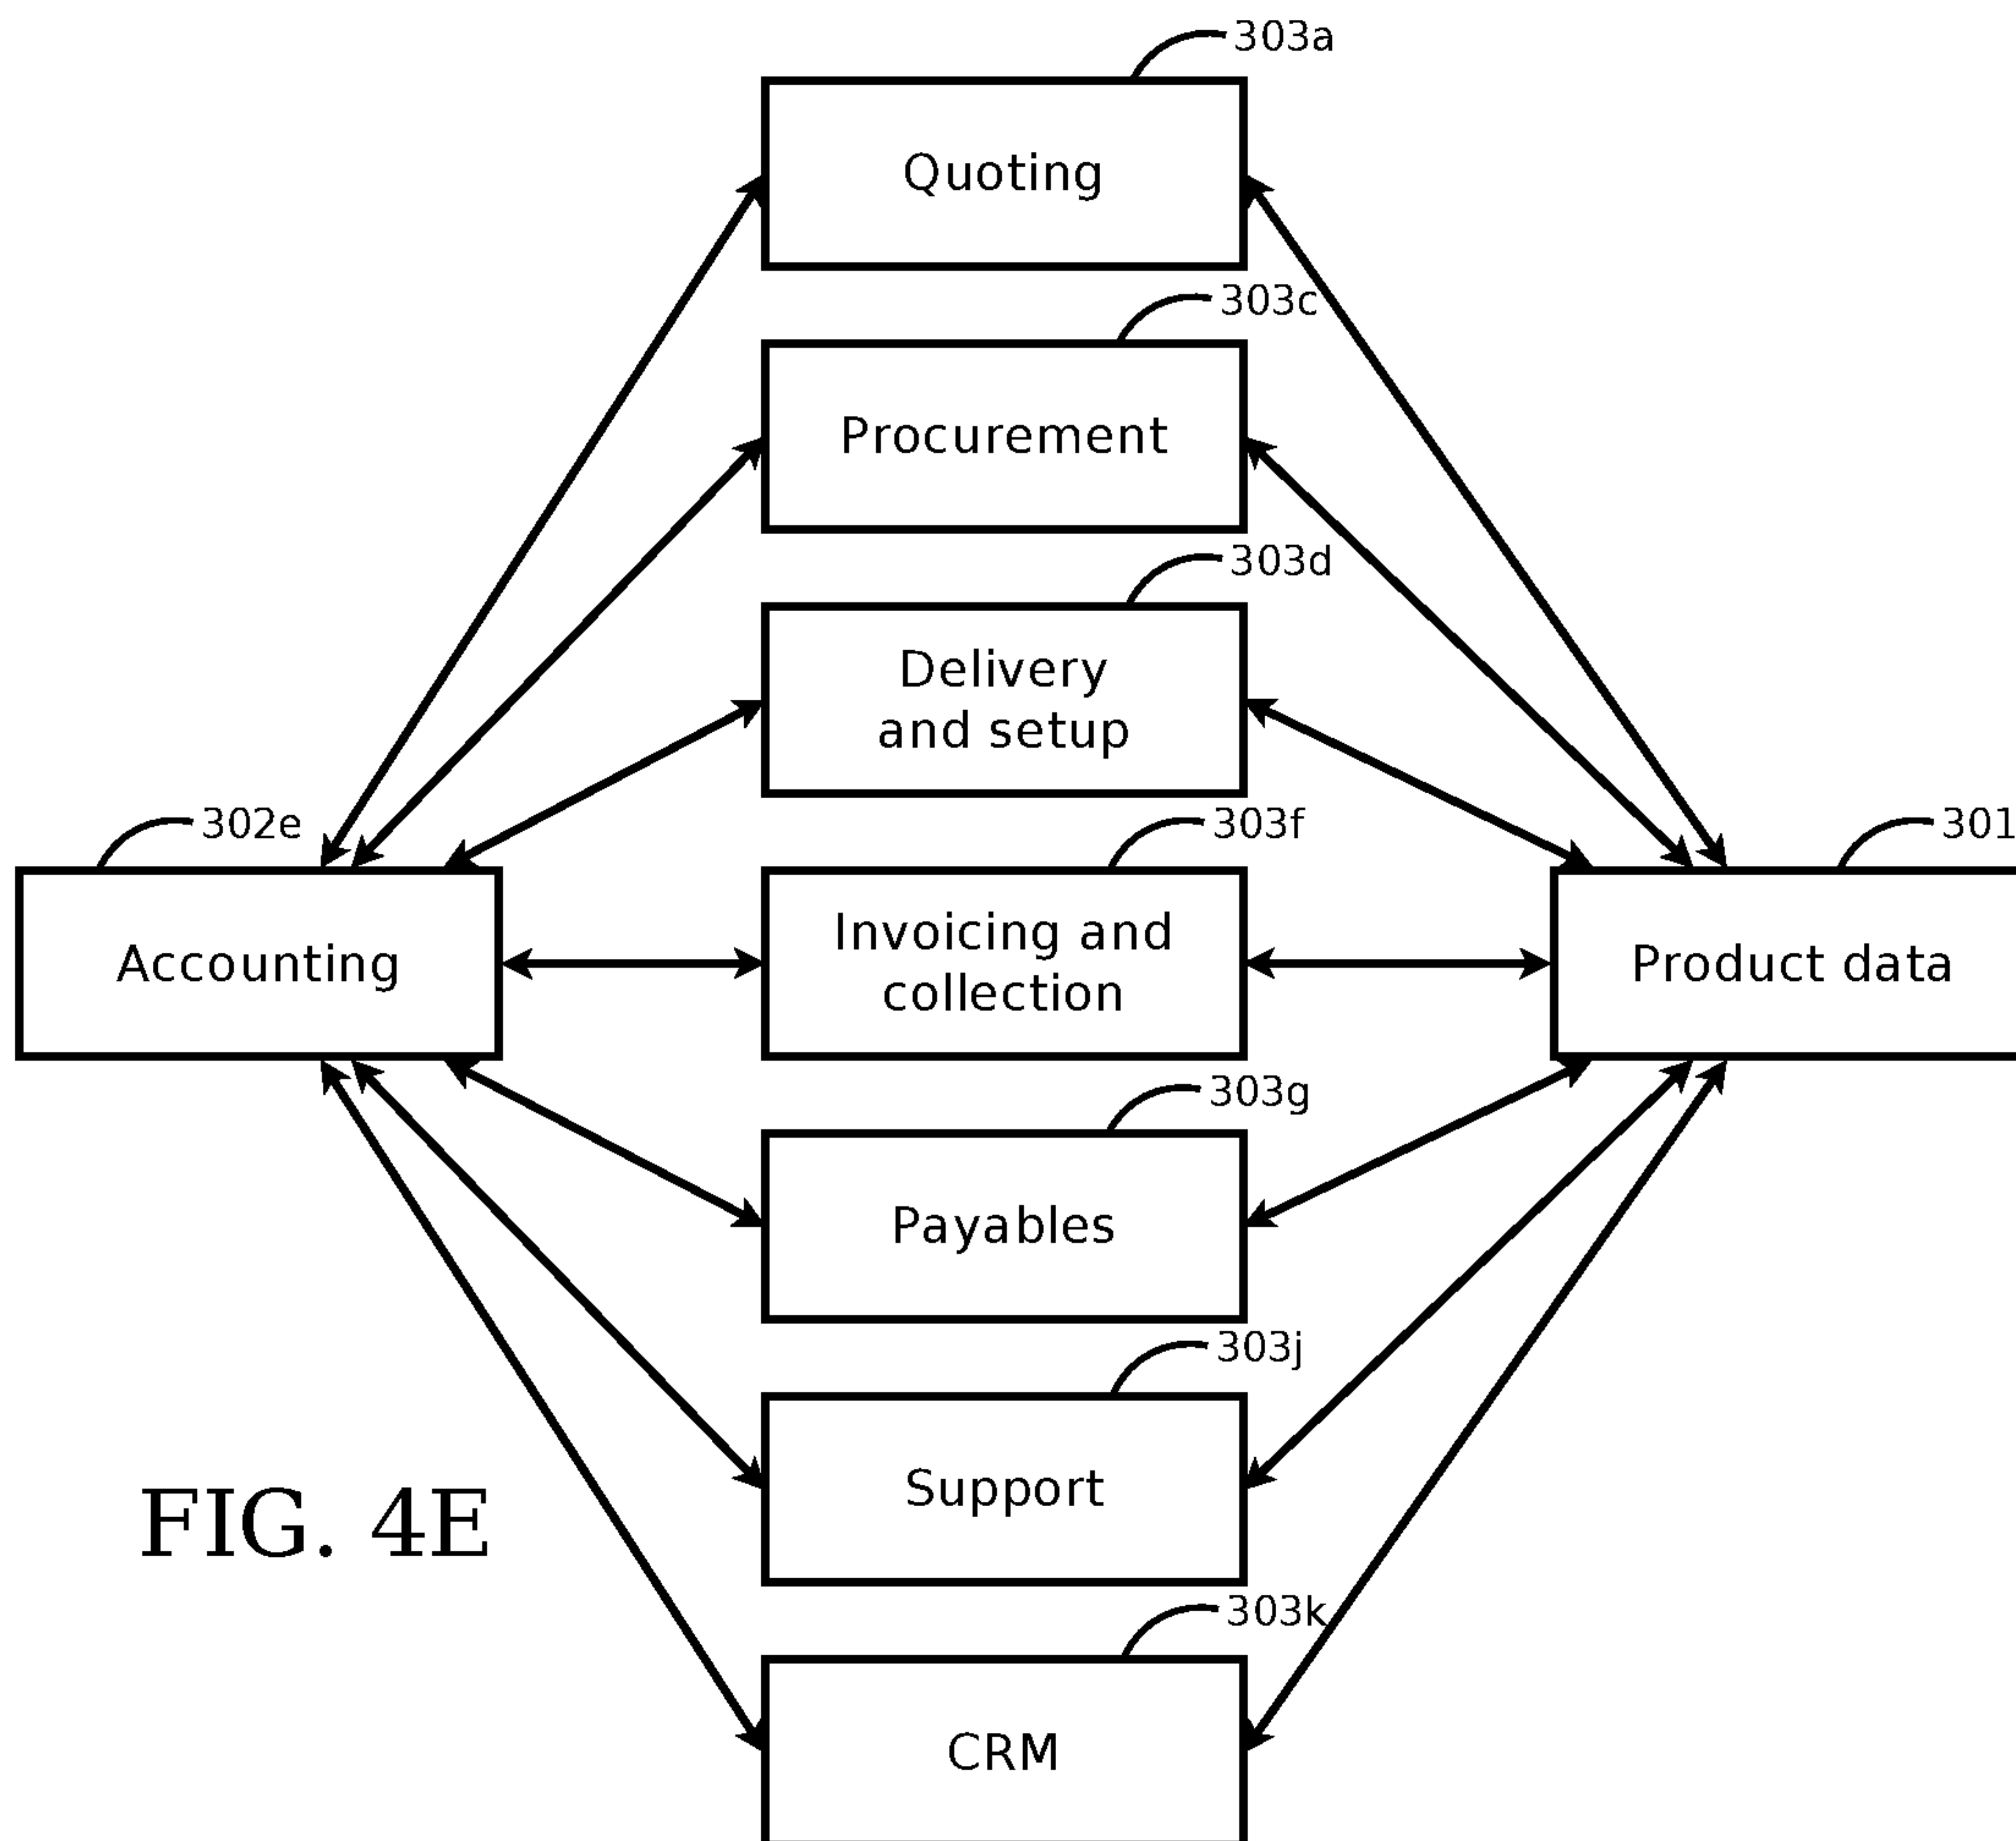 303a
Quoting
303c
Procurement
303d
Delivery
and setup
302e
303f
301
Accounting
Invoicing and
collection
Product data
303g
Payables
303j
Support
FIG. 4E
303k
CRM